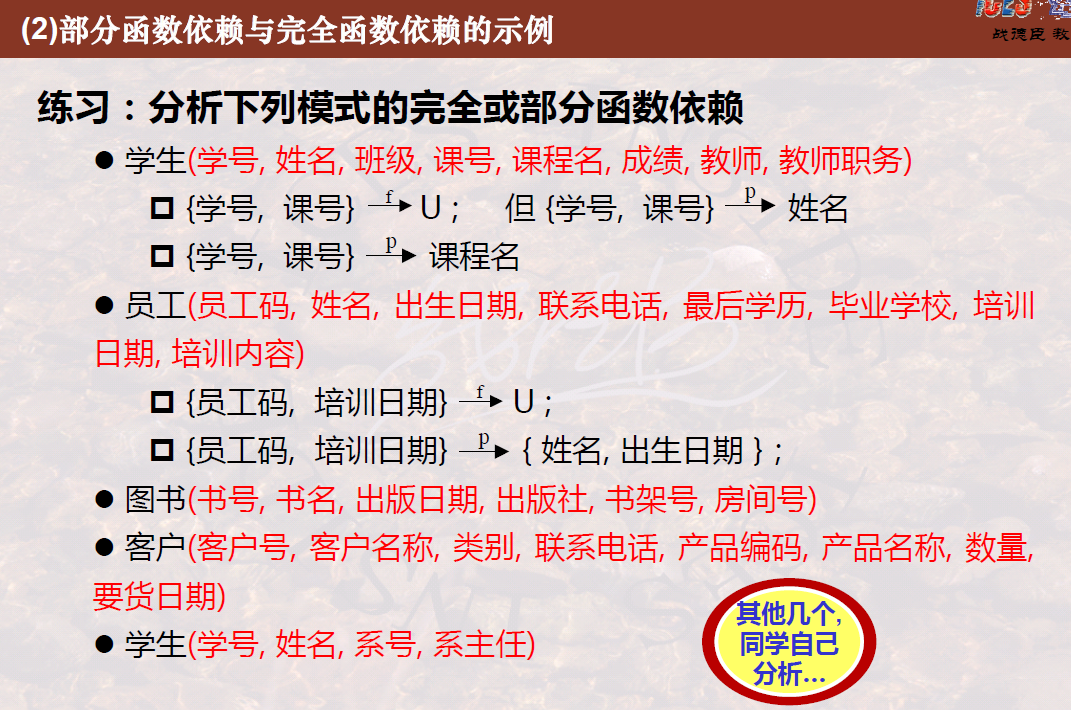 (2)部分函数依赖与完全函数依赖的示例
战德臣 教
练习：分析下列模式的完全或部分函数依赖
● 学生(学号, 姓名, 班级, 课号, 课程名, 成绩, 教师, 教师职务)
{学号, 课号} f U； 但 {学号, 课号} p 姓名
{学号, 课号} p 课程名
● 员工(员工码, 姓名, 出生日期, 联系电话, 最后学历, 毕业学校, 培训
日期, 培训内容)
{员工码, 培训日期} f U；
{员工码, 培训日期} p { 姓名, 出生日期 }；
● 图书(书号, 书名, 出版日期, 出版社, 书架号, 房间号)
● 客户(客户号, 客户名称, 类别, 联系电话, 产品编码, 产品名称, 数量,
要货日期)
● 学生(学号, 姓名, 系号, 系主任)
其他几个,
同学自己
分析…